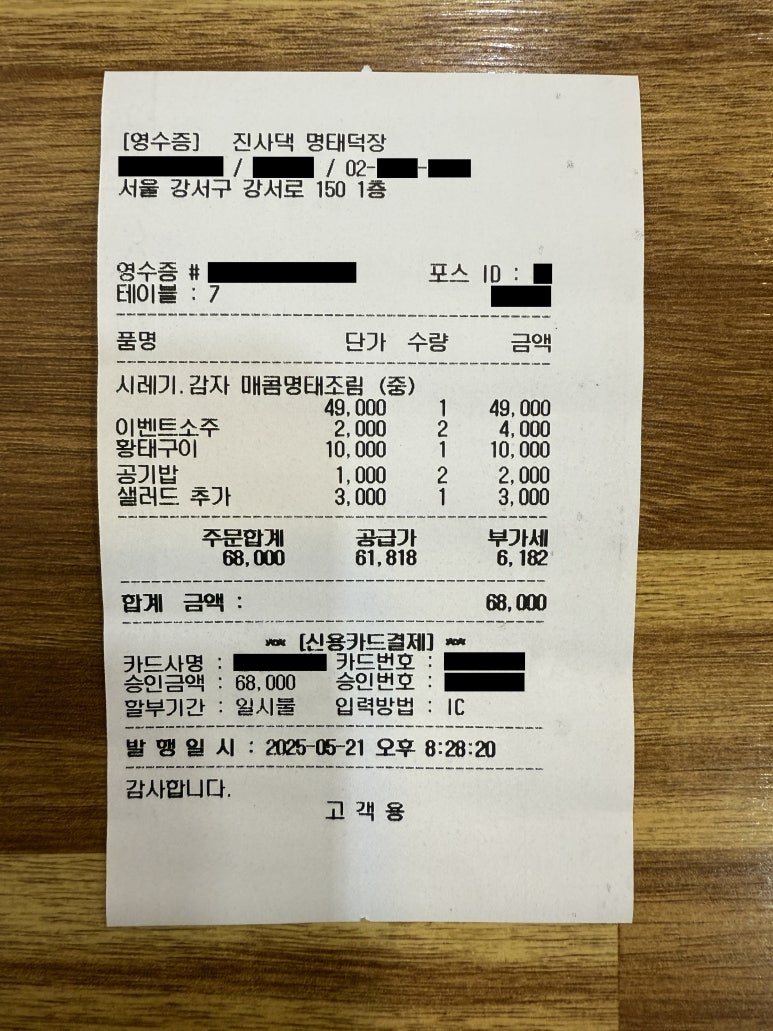 [영수증] 진사댁 명태덕장
/ / 02- -
서울 강서구 강서로 150 1층
영수증 # 포스 ID :
테이블 : 7
품명 단가 수량 금액
시레기.감자 매콤명태조림 (중)
49,000 1 49,000
이벤트소주 2,000 2 4,000
황태구이 10,000 1 10,000
공기밥 1,000 2 2,000
샐러드 추가 3,000 1 3,000
주문합계 공급가 부가세
68,000 61,818 6,182
합계 금액 : 68,000
** [신용카드결제] **
카드사명 : 카드번호 :
승인금액 : 68,000 승인번호 :
할부기간 : 일시불 입력방법 : IC
발 행 일 시 : 2025-05-21 오후 8:28:20
감사합니다.
고 객 용